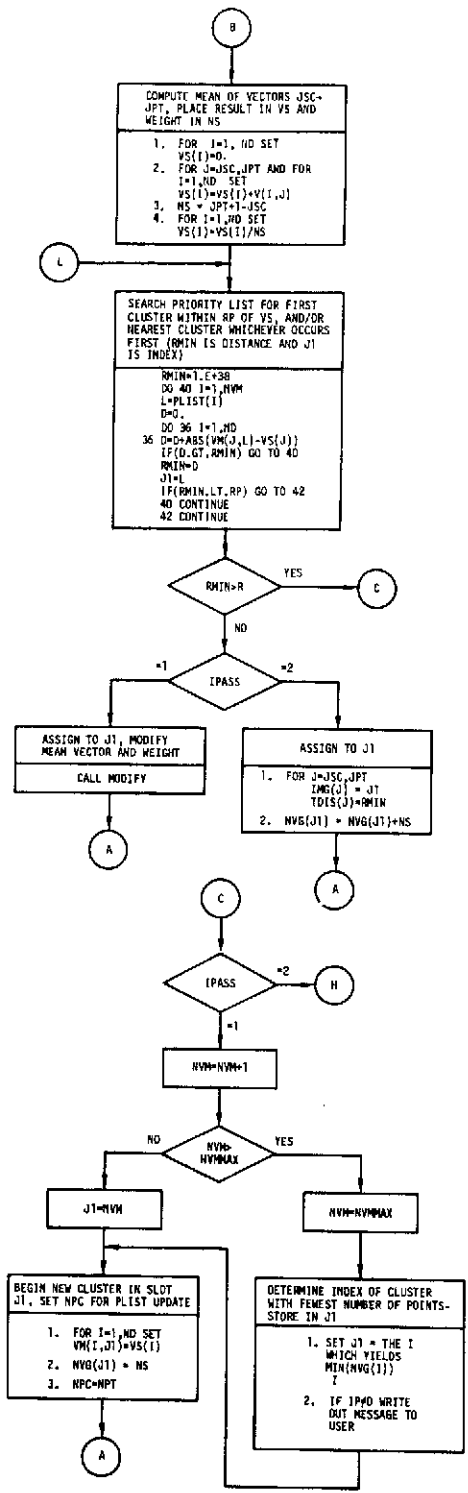 B
COMPUTE MEAN OF VECTORS JSC→
JPT, PLACE RESULT IN VS AND
WEIGHT IN NS
1. FOR I=1, ND SET
VS(I)=0.
2. FOR J=JSC,JPT AND FOR
I=1,ND SET
VS(I)=VS(I)+V(I,J)
3. NS = JPT+1-JSC
4. FOR I=1,ND SET
VS(I)=VS(I)/NS
L
SEARCH PRIORITY LIST FOR FIRST
CLUSTER WITHIN RP OF VS, AND/OR
NEAREST CLUSTER WHICHEVER OCCURS
FIRST (RMIN IS DISTANCE AND J1
IS INDEX)
RMIN=1.E+38
DO 40 I=1,NVM
L=PLIST(I)
D=0.
DO 36 I=1,ND
36 D=D+ABS(VM(J,L)-VS(J))
IF(D.GT.RMIN) GO TO 40
RMIN=D
J1=L
IF(RMIN.LT.RP) GO TO 42
40 CONTINUE
42 CONTINUE
RMIN>R
YES
C
NO
=1
IPASS
=2
ASSIGN TO J1, MODIFY
MEAN VECTOR AND WEIGHT
CALL MODIFY
A
ASSIGN TO J1
1. FOR J=JSC,JPT
IMG(J) = J1
TDIS(J)=RMIN
2. NVG(J1) = NVG(J1)+NS
A
C
IPASS
=2
H
=1
NVM=NVM+1
NO
NVM>
NVMMAX
YES
J1=NVM
NVM=NVMMAX
BEGIN NEW CLUSTER IN SLOT
J1, SET NPC FOR PLIST UPDATE
1. FOR I=1,ND SET
VM(I,J1)=VS(I)
2. NVG(J1) = NS
3. NPC=NPT
A
DETERMINE INDEX OF CLUSTER
WITH FEWEST NUMBER OF POINTS-
STORE IN J1
1. SET J1 = THE I
WHICH YIELDS
MIN(NVG(I))
I
2. IF IP≠0 WRITE
OUT MESSAGE TO
USER